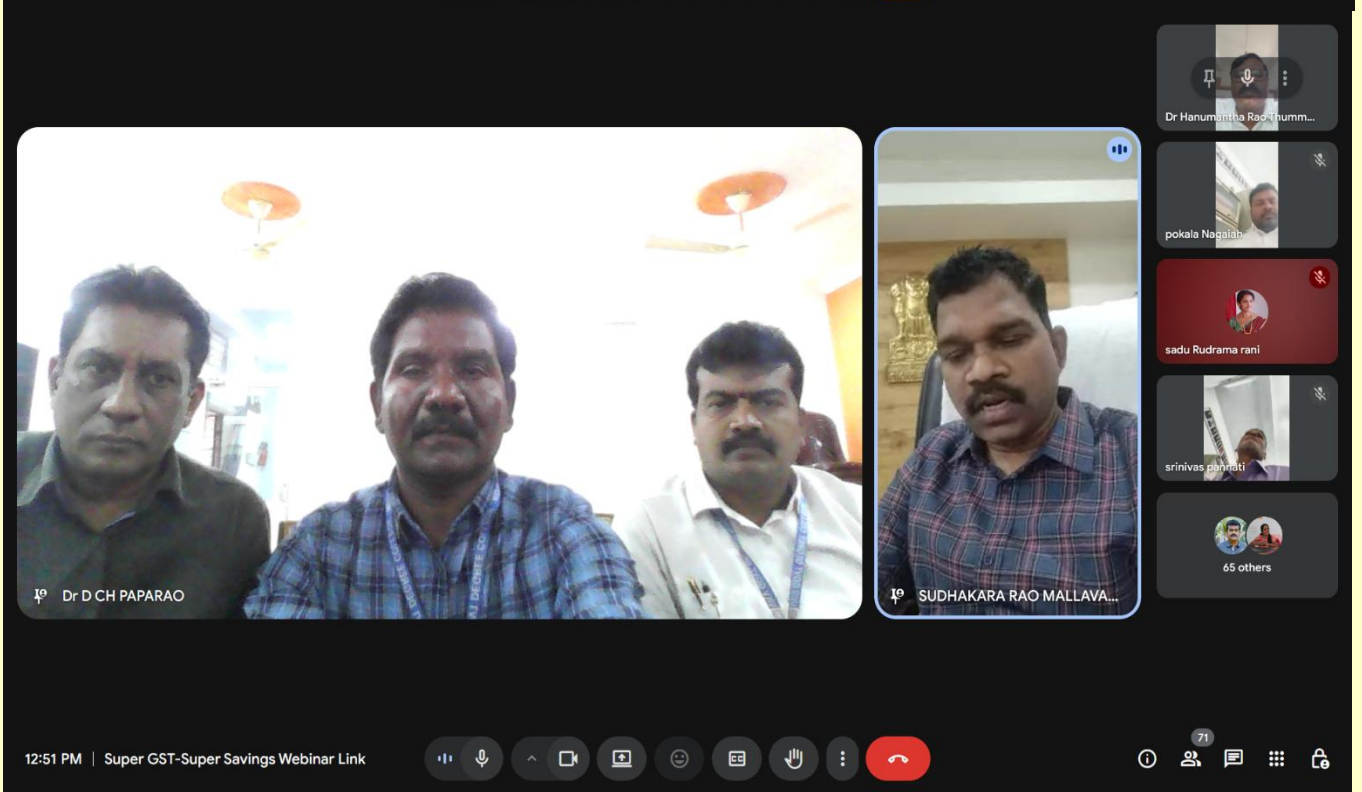 Dr Hanumantha Rao Thumm...
pokala Nagaiah
sadu Rudrama rani
srinivas pannati
65 others
Dr D CH PAPARAO
SUDHAKARA RAO MALLAVA...
71
12:51 PM | Super GST-Super Savings Webinar Link